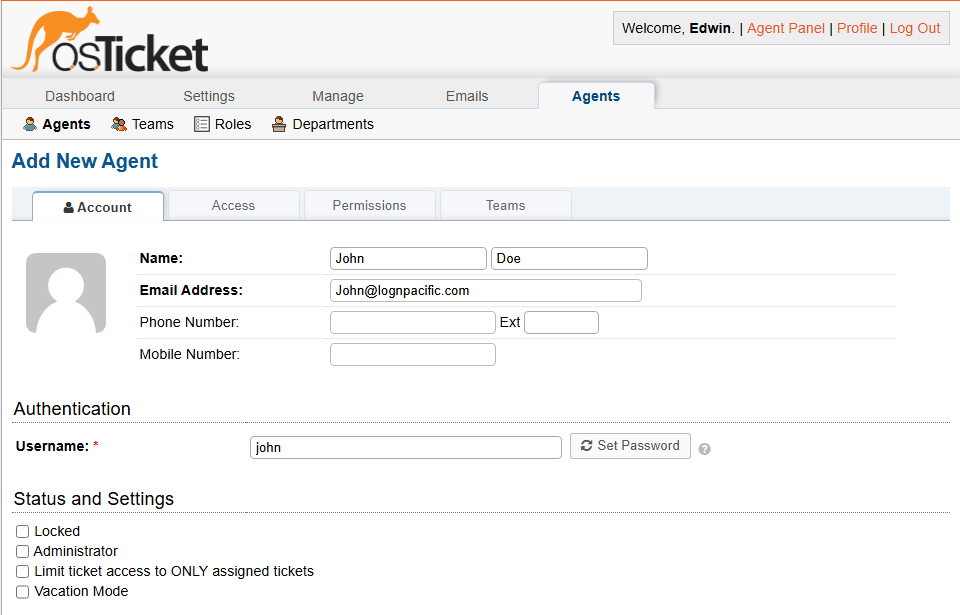 osTicket
Welcome, Edwin. | Agent Panel | Profile | Log Out
Dashboard Settings Manage Emails Agents
Agents Teams Roles Departments
Add New Agent
Account Access Permissions Teams
Name: John Doe
Email Address: John@lognpacific.com
Phone Number: Ext
Mobile Number:
Authentication
Username: * john Set Password ?
Status and Settings
Locked
Administrator
Limit ticket access to ONLY assigned tickets
Vacation Mode